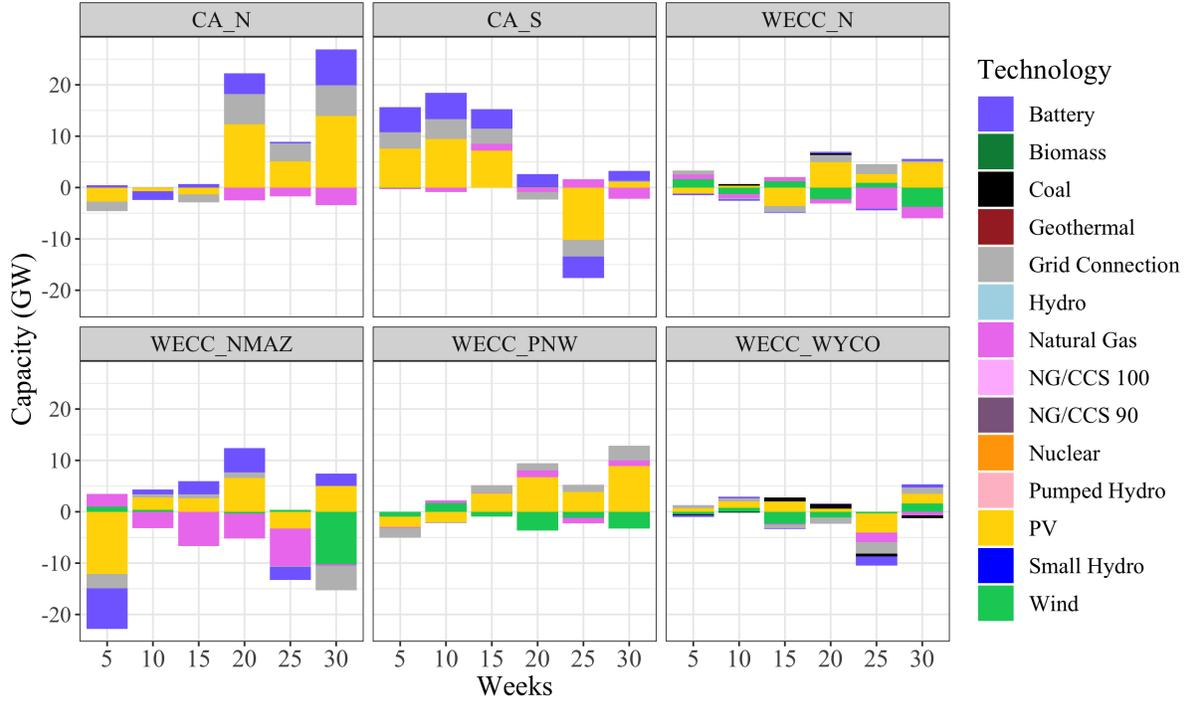 CA_N CA_S WECC_N
20
10
0
-10
-20
WECC_NMAZ WECC_PNW WECC_WYCO
20
10
0
-10
-20
5 10 15 20 25 30 5 10 15 20 25 30 5 10 15 20 25 30
Weeks
Capacity (GW)
Technology
Battery
Biomass
Coal
Geothermal
Grid Connection
Hydro
Natural Gas
NG/CCS 100
NG/CCS 90
Nuclear
Pumped Hydro
PV
Small Hydro
Wind